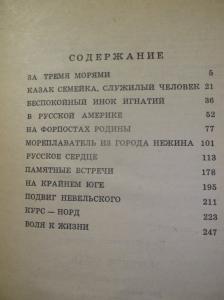 СОДЕРЖАНИЕ
ЗА ТРЕМЯ МОРЯМИ 5
КАЗАК СЕМЕЙКА, СЛУЖИЛЫЙ ЧЕЛОВЕК 21
БЕСПОКОЙНЫЙ ИНОК ИГНАТИЙ 36
В РУССКОЙ АМЕРИКЕ 52
НА ФОРПОСТАХ РОДИНЫ 77
МОРЕПЛАВАТЕЛЬ ИЗ ГОРОДА НЕЖИНА 101
РУССКОЕ СЕРДЦЕ 113
ПАМЯТНЫЕ ВСТРЕЧИ 178
НА КРАЙНЕМ ЮГЕ 195
ПОДВИГ НЕВЕЛЬСКОГО 211
КУРС — НОРД 223
ВОЛЯ К ЖИЗНИ 247